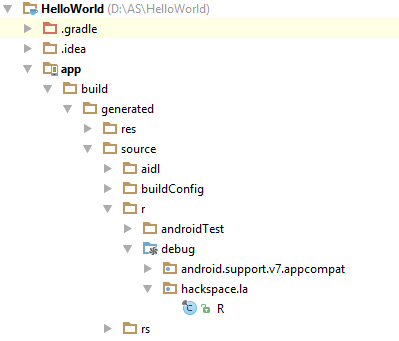 HelloWorld (D:\AS\HelloWorld)
.gradle
.idea
app
build
generated
res
source
aidl
buildConfig
r
androidTest
debug
android.support.v7.appcompat
hackspace.la
R
rs